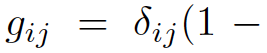 g_{ij} = δ_{ij}(1 −